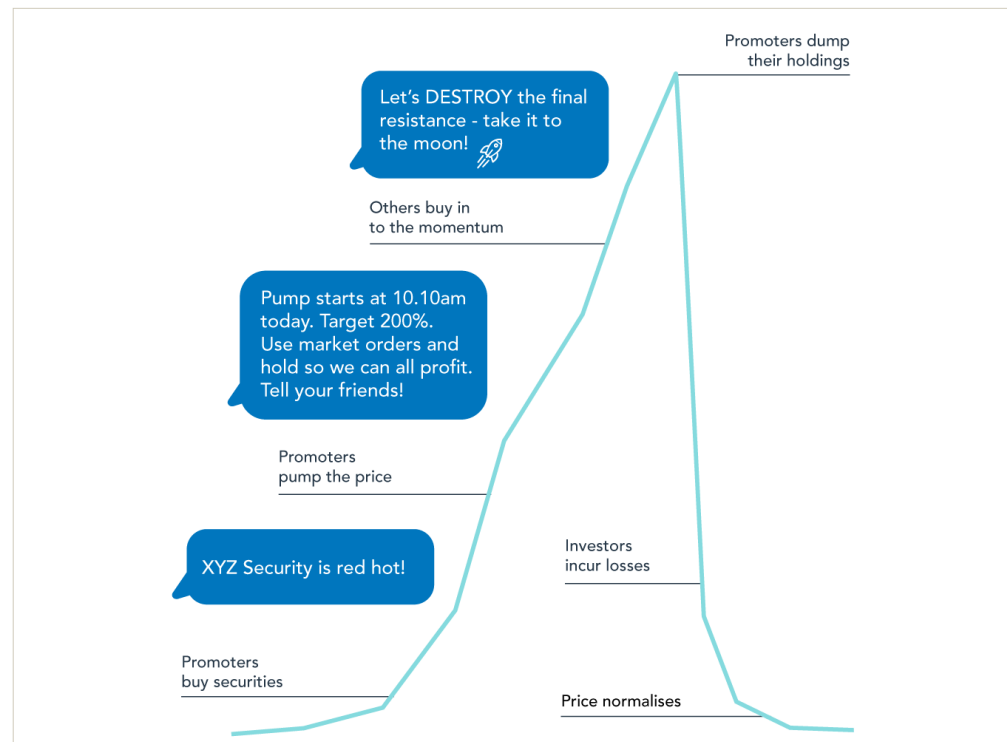 Promoters dump
their holdings
Let's DESTROY the final
resistance - take it to
the moon!
Others buy in
to the momentum
Pump starts at 10.10am
today. Target 200%.
Use market orders and
hold so we can all profit.
Tell your friends!
Promoters
pump the price
XYZ Security is red hot!
Investors
incur losses
Promoters
buy securities
Price normalises